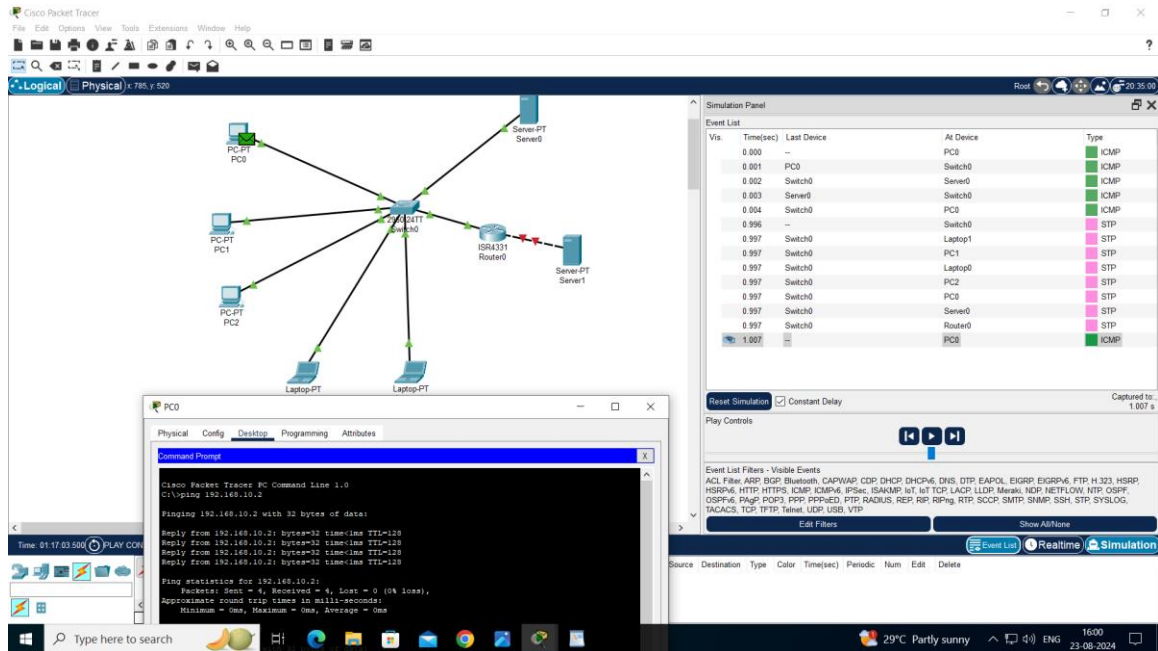 Cisco Packet Tracer
File Edit Options View Tools Extensions Window Help
?
Logical Physical x: 785, y: 520 Root 20:35:00
Server-PT
Server0
PC-PT
PC0
2950-24TT
Switch0
PC-PT
PC1
ISR4331
Router0
Server-PT
Server1
PC-PT
PC2
Laptop-PT Laptop-PT
Simulation Panel
Event List
Vis. Time(sec) Last Device At Device Type
0.000 -- PC0 ICMP
0.001 PC0 Switch0 ICMP
0.002 Switch0 Server0 ICMP
0.003 Server0 Switch0 ICMP
0.004 Switch0 PC0 ICMP
0.996 -- Switch0 STP
0.997 Switch0 Laptop1 STP
0.997 Switch0 PC1 STP
0.997 Switch0 Laptop0 STP
0.997 Switch0 PC2 STP
0.997 Switch0 PC0 STP
0.997 Switch0 Server0 STP
0.997 Switch0 Router0 STP
1.007 -- PC0 ICMP
Reset Simulation Constant Delay Captured to:
1.007 s
Play Controls
Event List Filters - Visible Events
ACL Filter, ARP, BGP, Bluetooth, CAPWAP, CDP, DHCP, DHCPv6, DNS, DTP, EAPOL, EIGRP, EIGRPv6, FTP, H.323, HSRP,
HSRPv6, HTTP, HTTPS, ICMP, ICMPv6, IPSec, ISAKMP, IoT, IoT TCP, LACP, LLDP, Meraki, NDP, NETFLOW, NTP, OSPF,
OSPFv6, PAgP, POP3, PPP, PPPoED, PTP, RADIUS, REP, RIP, RIPng, RTP, SCCP, SMTP, SNMP, SSH, STP, SYSLOG,
TACACS, TCP, TFTP, Telnet, UDP, USB, VTP
Edit Filters Show All/None
PC0
Physical Config Desktop Programming Attributes
Command Prompt X
Cisco Packet Tracer PC Command Line 1.0
C:\>ping 192.168.10.2
Pinging 192.168.10.2 with 32 bytes of data:
Reply from 192.168.10.2: bytes=32 time<1ms TTL=128
Reply from 192.168.10.2: bytes=32 time<1ms TTL=128
Reply from 192.168.10.2: bytes=32 time<1ms TTL=128
Reply from 192.168.10.2: bytes=32 time<1ms TTL=128
Ping statistics for 192.168.10.2:
Packets: Sent = 4, Received = 4, Lost = 0 (0% loss),
Approximate round trip times in milli-seconds:
Minimum = 0ms, Maximum = 0ms, Average = 0ms
Time: 01:17:03.500 PLAY CON
Event List Realtime Simulation
Source Destination Type Color Time(sec) Periodic Num Edit Delete
Type here to search
29°C Partly sunny ENG 16:00
23-08-2024